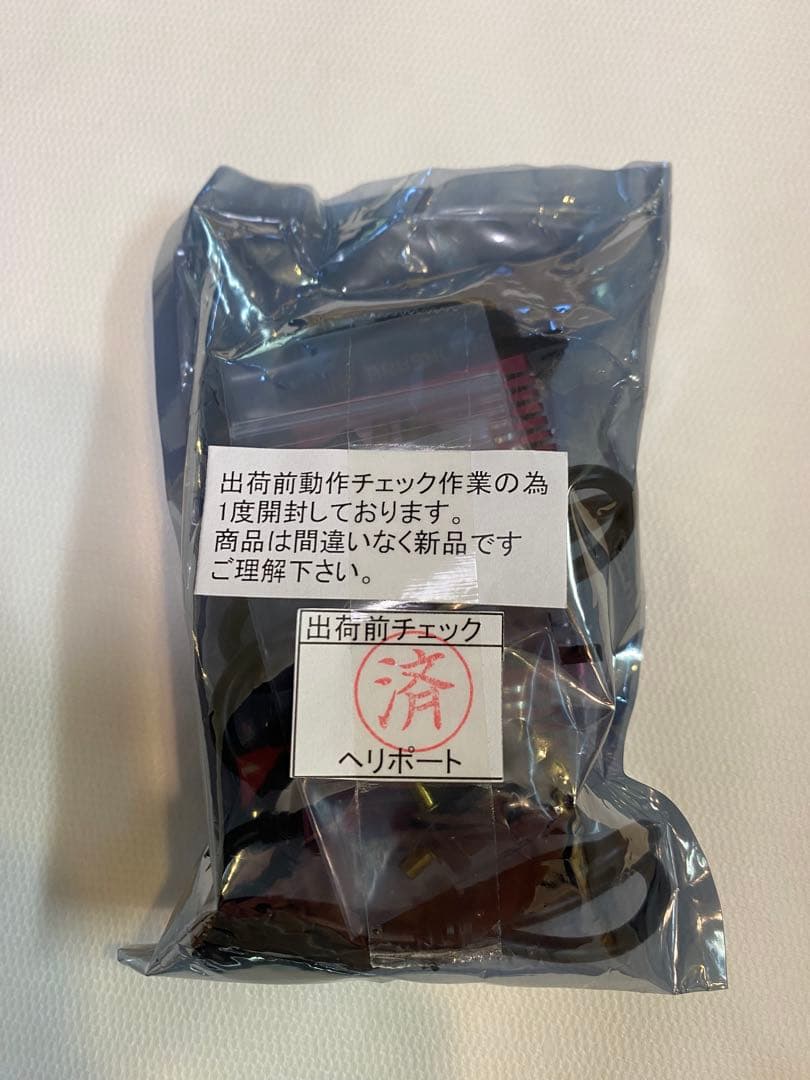 出荷前動作チェック作業の為
1度開封しております。
商品は間違いなく新品です
ご理解下さい。
出荷前チェック
済
ヘリポート